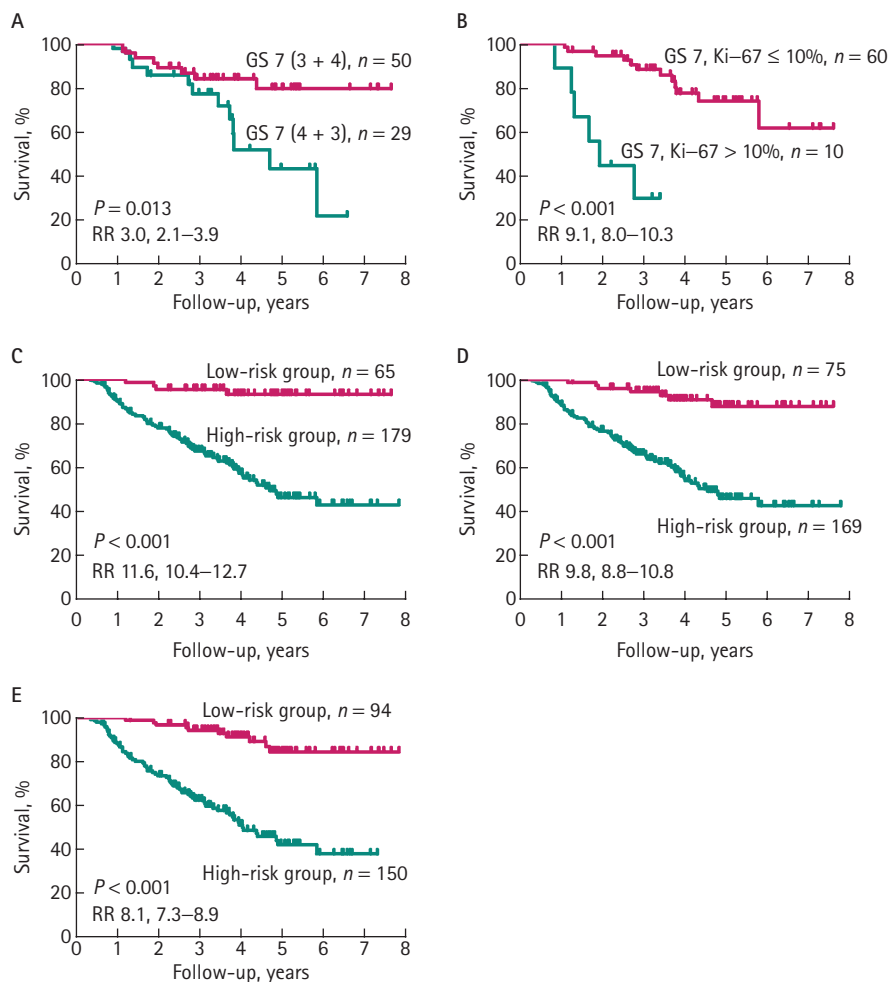 A
100
80
60
40
20
0
Survival, %
GS 7 (3 + 4), n = 50
GS 7 (4 + 3), n = 29
P = 0.013
RR 3.0, 2.1–3.9
0 1 2 3 4 5 6 7 8
Follow-up, years
B
100
80
60
40
20
0
Survival, %
GS 7, Ki–67 ≤ 10%, n = 60
GS 7, Ki–67 > 10%, n = 10
P < 0.001
RR 9.1, 8.0–10.3
0 1 2 3 4 5 6 7 8
Follow-up, years
C
100
80
60
40
20
0
Survival, %
Low-risk group, n = 65
High-risk group, n = 179
P < 0.001
RR 11.6, 10.4–12.7
0 1 2 3 4 5 6 7 8
Follow-up, years
D
100
80
60
40
20
0
Survival, %
Low-risk group, n = 75
High-risk group, n = 169
P < 0.001
RR 9.8, 8.8–10.8
0 1 2 3 4 5 6 7 8
Follow-up, years
E
100
80
60
40
20
0
Survival, %
Low-risk group, n = 94
High-risk group, n = 150
P < 0.001
RR 8.1, 7.3–8.9
0 1 2 3 4 5 6 7 8
Follow-up, years